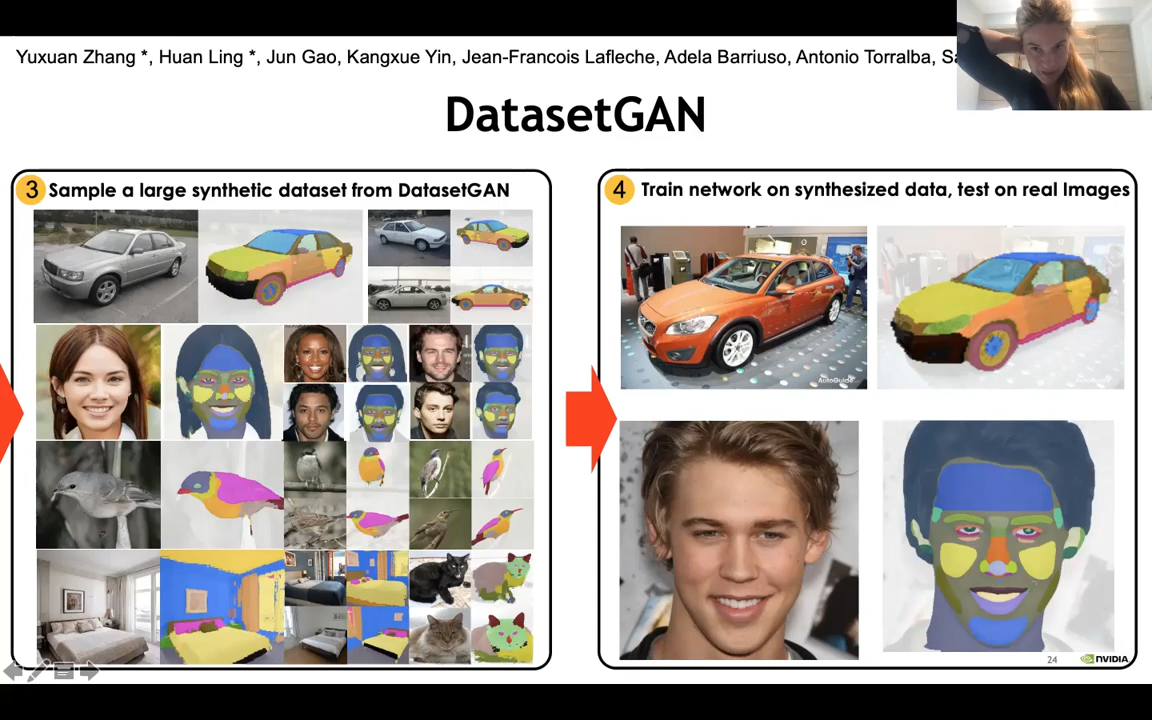 Yuxuan Zhang *, Huan Ling *, Jun Gao, Kangxue Yin, Jean-Francois Lafleche, Adela Barriuso, Antonio Torralba,
DatasetGAN
3 Sample a large synthetic dataset from DatasetGAN
4 Train network on synthesized data, test on real Images
AutoGuide
24 NVIDIA